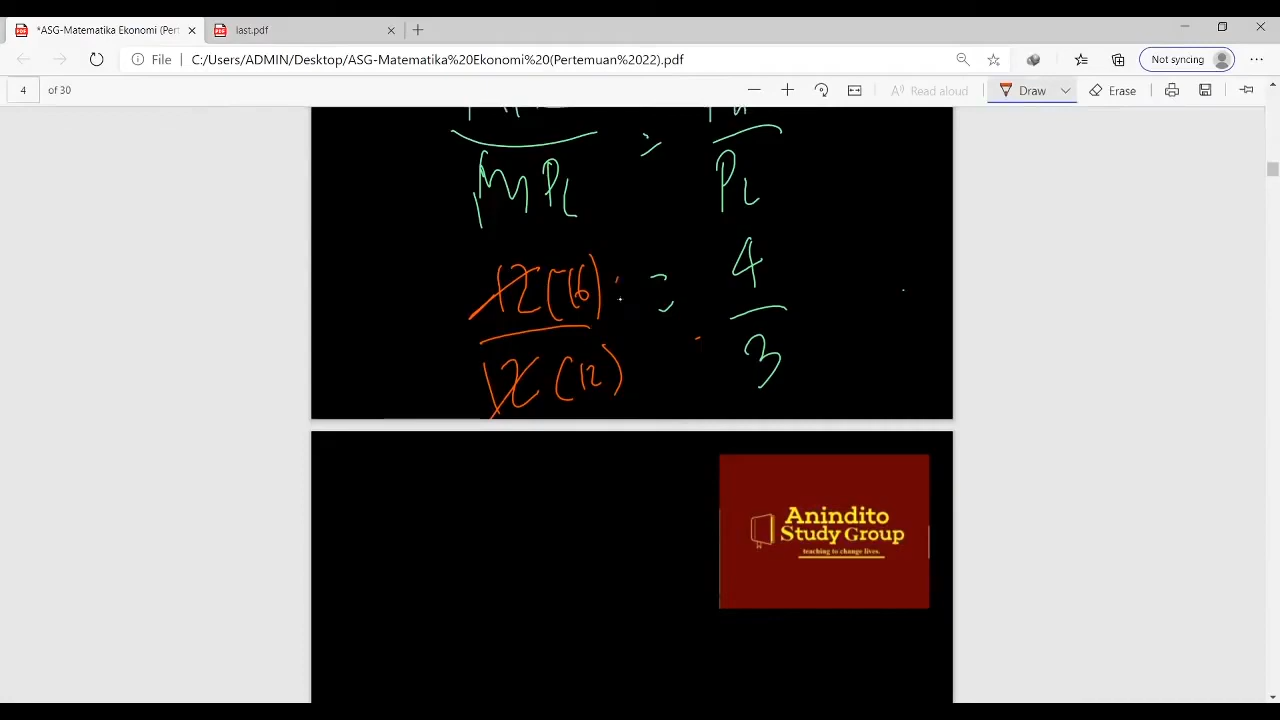 *ASG-Matematika Ekonomi (Pert
last.pdf
File
C:/Users/ADMIN/Desktop/ASG-Matematika%20Ekonomi%20(Pertemuan%2022).pdf
Not syncing
4 of 30
Read aloud
Draw
Erase
MPL
=
PL
12(16) = 4
12(12) 3
Anindito
Study Group
teaching to change lives.